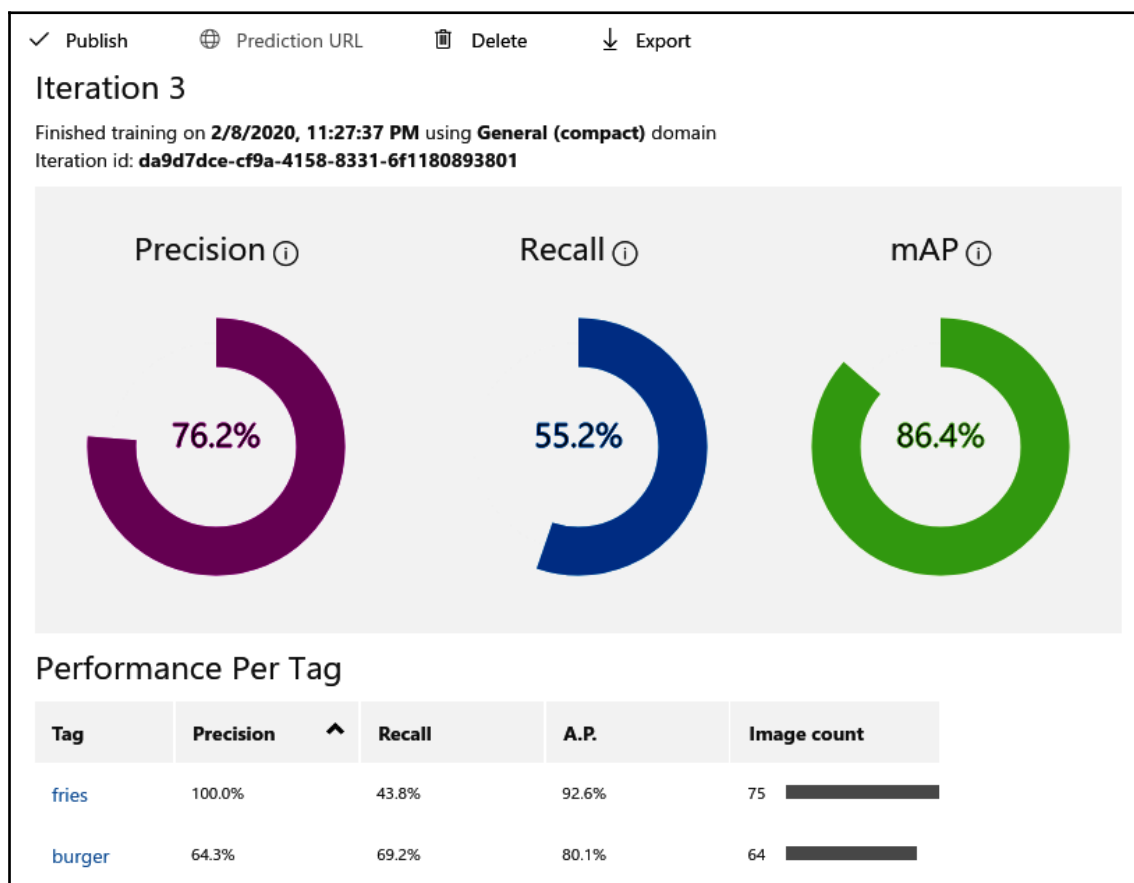 Publish Prediction URL Delete Export
Iteration 3
Finished training on 2/8/2020, 11:27:37 PM using General (compact) domain
Iteration id: da9d7dce-cf9a-4158-8331-6f1180893801
Precision Recall mAP
76.2% 55.2% 86.4%
Performance Per Tag
Tag Precision Recall A.P. Image count
fries 100.0% 43.8% 92.6% 75
burger 64.3% 69.2% 80.1% 64